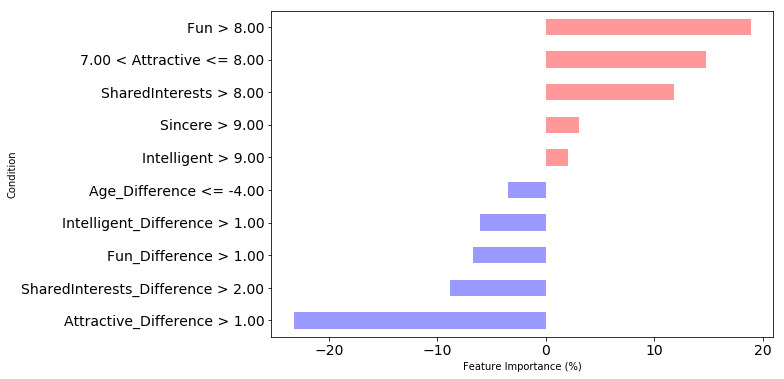 Fun > 8.00
7.00 < Attractive <= 8.00
SharedInterests > 8.00
Sincere > 9.00
Intelligent > 9.00
Age_Difference <= -4.00
Intelligent_Difference > 1.00
Fun_Difference > 1.00
SharedInterests_Difference > 2.00
Attractive_Difference > 1.00
Condition
−20 −10 0 10 20
Feature Importance (%)